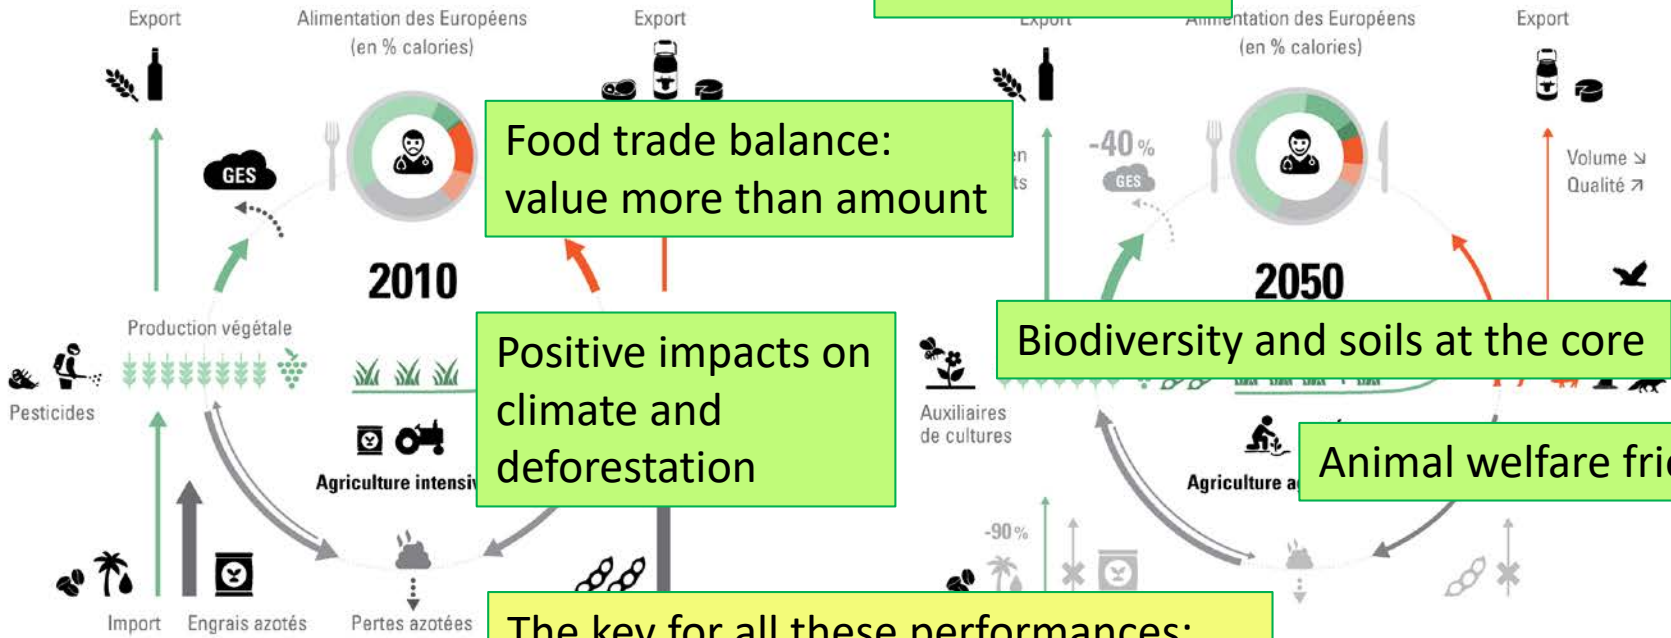 Export
Alimentation des Européens
(en % calories)
Export
Export
Alimentation des Européens
(en % calories)
Export
Food trade balance:
value more than amount
GES
-40 %
GES
Volume ↘
Qualité ↗
2010
2050
Production végétale
Pesticides
Positive impacts on
climate and
deforestation
Biodiversity and soils at the core
Auxiliaires
de cultures
Agriculture
Agriculture
Animal welfare
-90 %
Import
Engrais azotés
Pertes azotées
The key for all these performances: